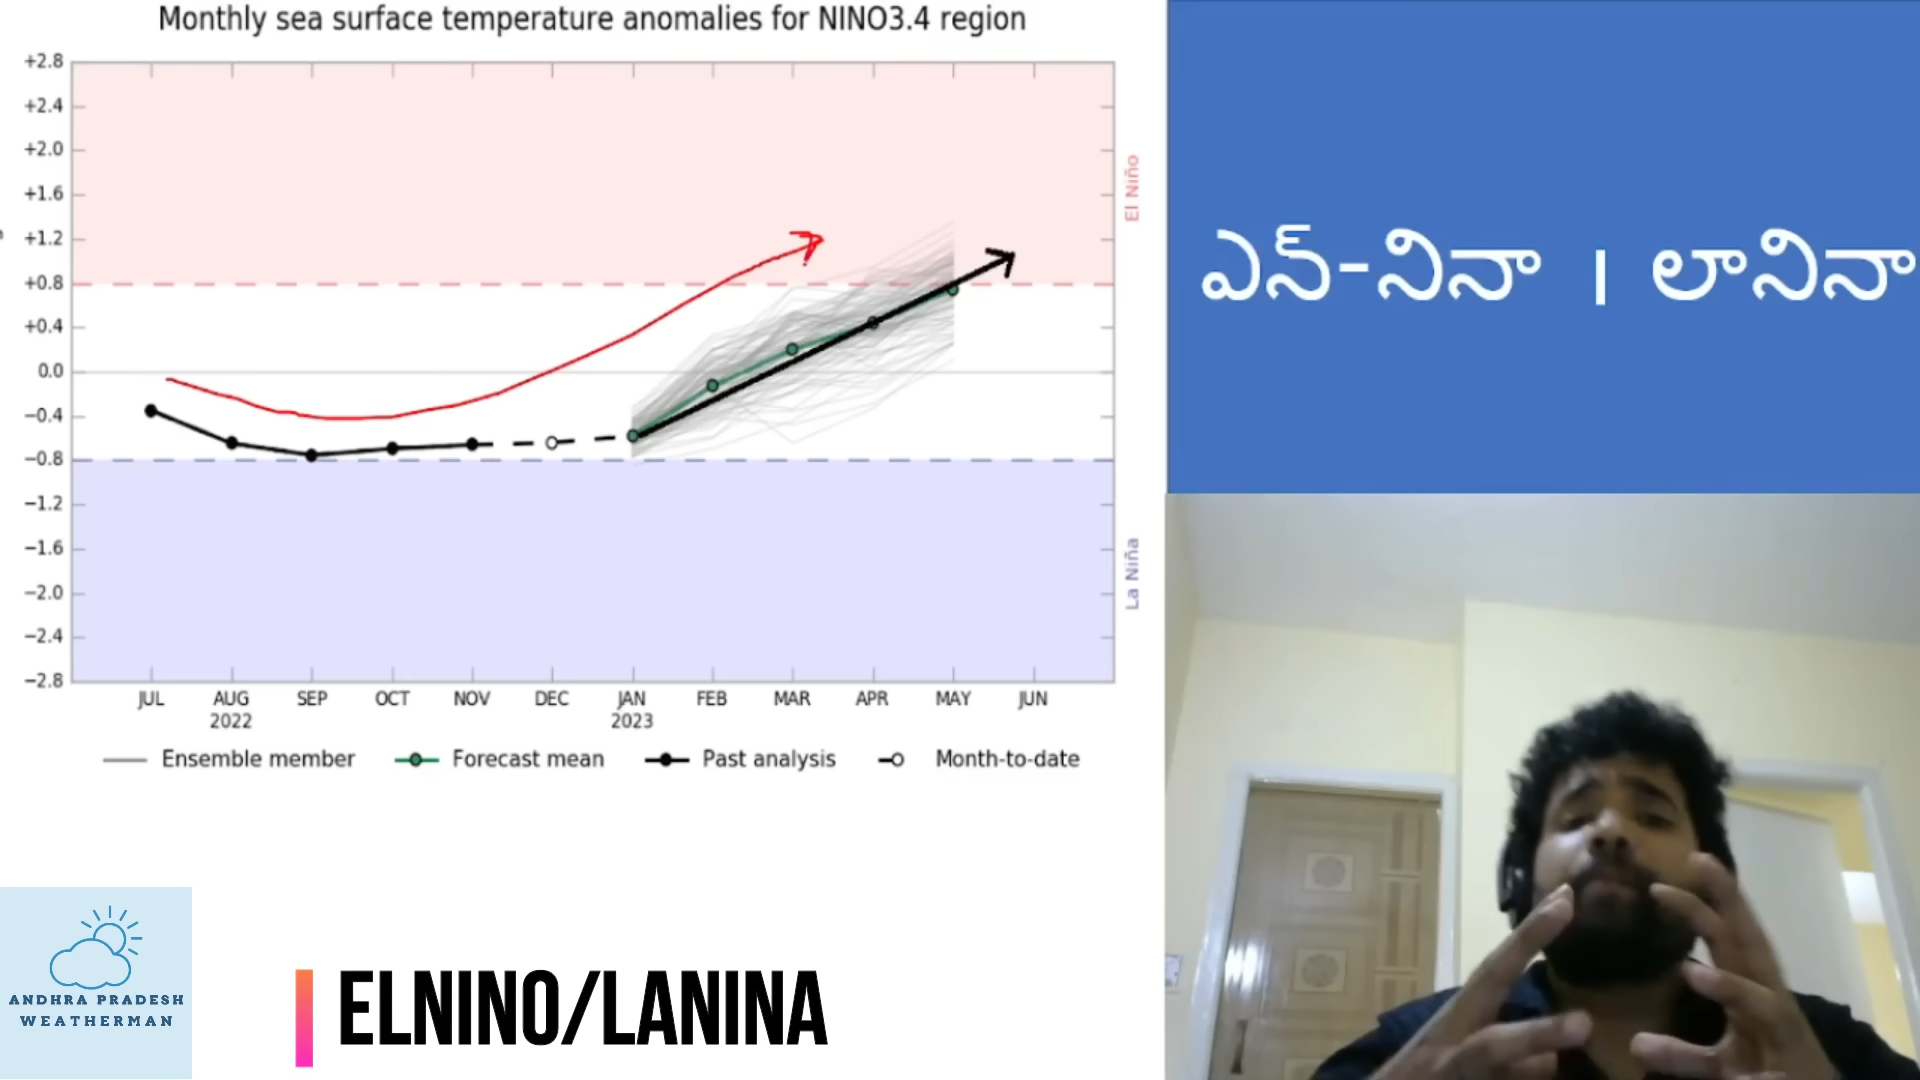 Monthly sea surface temperature anomalies for NINO3.4 region
+2.8
+2.4
+2.0
+1.6
+1.2
+0.8
+0.4
0.0
−0.4
−0.8
−1.2
−1.6
−2.0
−2.4
−2.8
El Niño
La Niña
JUL AUG SEP OCT NOV DEC JAN FEB MAR APR MAY JUN
2022 2023
Ensemble member Forecast mean Past analysis Month-to-date
ఎన్-నినా | లానినా
ANDHRA PRADESH
WEATHERMAN
ELNINO/LANINA